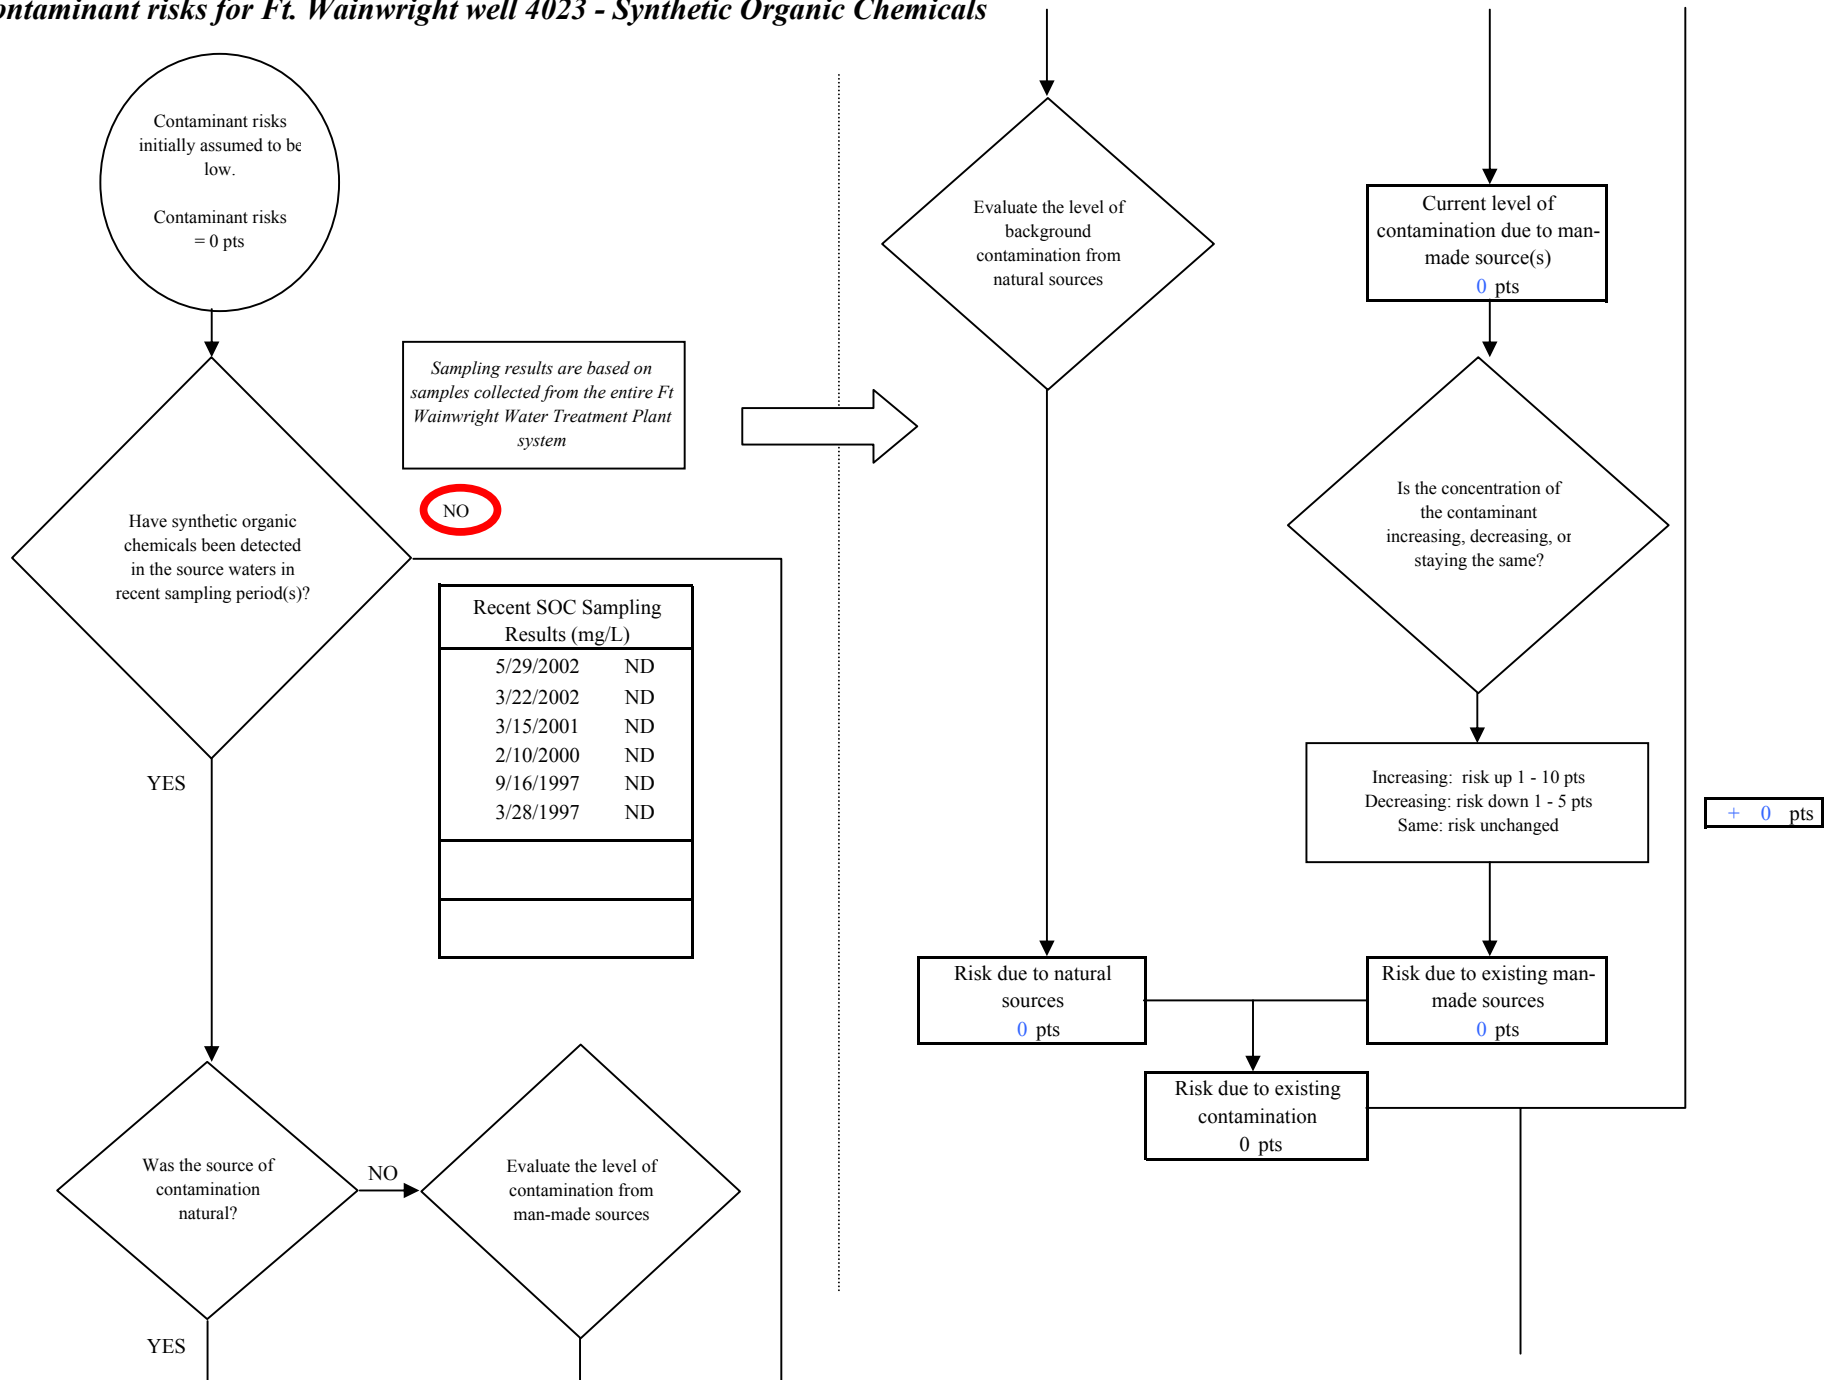 ontaminant risks for Ft. Wainwright well 4023 - Synthetic Organic Chemicals
Contaminant risks
initially assumed to be
low.
Contaminant risks
= 0 pts
Sampling results are based on
samples collected from the entire Ft
Wainwright Water Treatment Plant
system
NO
Have synthetic organic
chemicals been detected
in the source waters in
recent sampling period(s)?
Recent SOC Sampling
Results (mg/L)
5/29/2002 ND
3/22/2002 ND
3/15/2001 ND
2/10/2000 ND
9/16/1997 ND
3/28/1997 ND
YES
Was the source of
contamination
natural?
NO
Evaluate the level of
contamination from
man-made sources
YES
Evaluate the level of
background
contamination from
natural sources
Current level of
contamination due to man-
made source(s)
0 pts
Is the concentration of
the contaminant
increasing, decreasing, or
staying the same?
Increasing: risk up 1 - 10 pts
Decreasing: risk down 1 - 5 pts
Same: risk unchanged
+ 0 pts
Risk due to natural
sources
0 pts
Risk due to existing man-
made sources
0 pts
Risk due to existing
contamination
0 pts